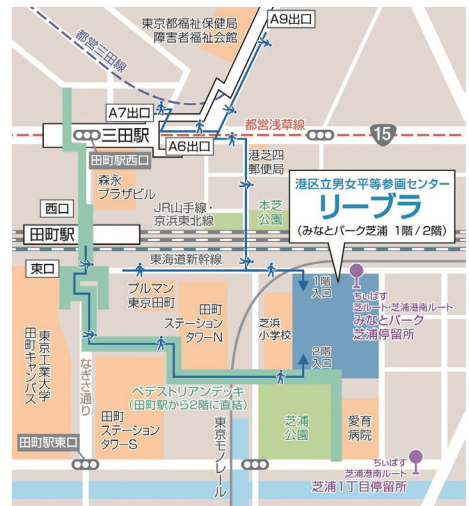 A9出口
東京都福祉保健局
障害者福祉会館
都営三田線
A7出口
三田駅
都営浅草線
15
A6出口
田町駅西口
港芝四
郵便局
森永
プラザビル
港区立男女平等参画センター
リーブラ
(みなとパーク芝浦 1階/2階)
本芝
公園
JR山手線・
京浜東北線
西口
田町駅
東海道新幹線
東口
1階
入口
ちぃばす
芝ルート・芝浦港南ルート
みなとパーク
芝浦停留所
プルマン
東京田町
田町
ステーション
タワーN
芝浜
小学校
東京工業大学
田町キャンパス
なぎさ通り
2階
入口
ペデストリアンデッキ
(田町駅から2階に直結)
田町
ステーション
タワーS
芝浦
公園
愛育
病院
田町駅東口
東京モノレール
ちぃばす
芝浦港南ルート
芝浦1丁目停留所